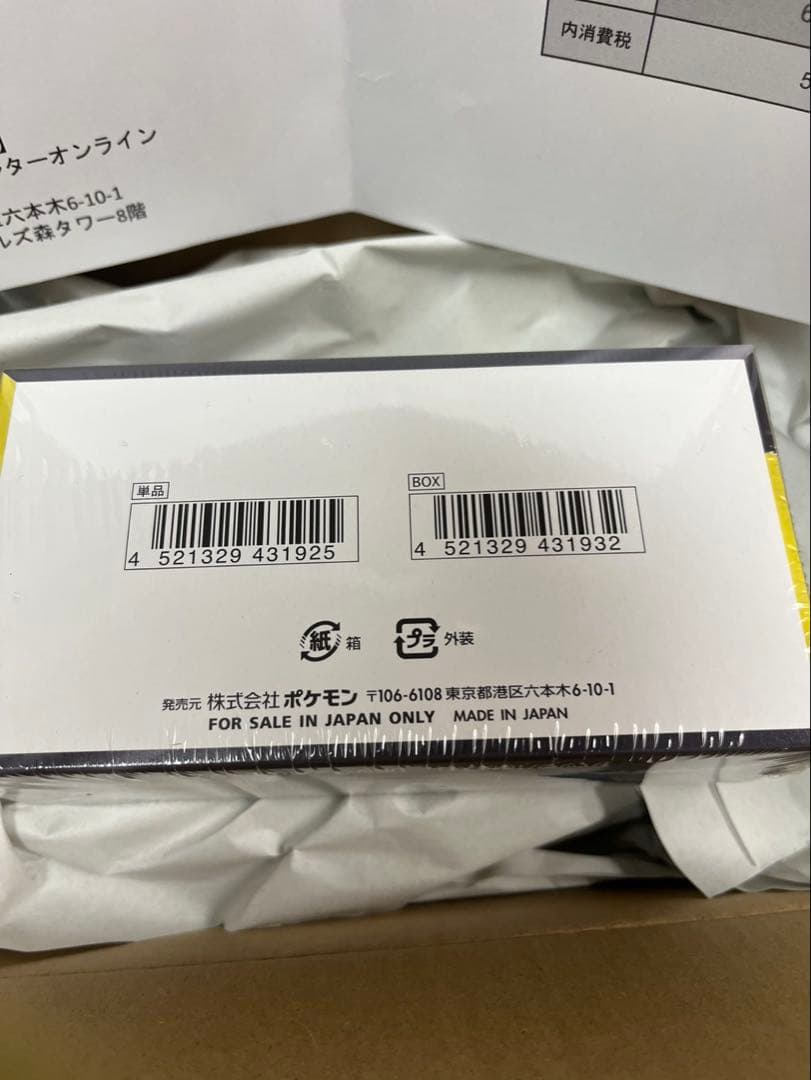 内消費税
ターオンライン
六本木6-10-1
ルズ森タワー8階
単品
4 521329 431925
BOX
4 521329 431932
紙 箱
プラ 外装
発売元 株式会社ポケモン 〒106-6108 東京都港区六本木6-10-1
FOR SALE IN JAPAN ONLY MADE IN JAPAN